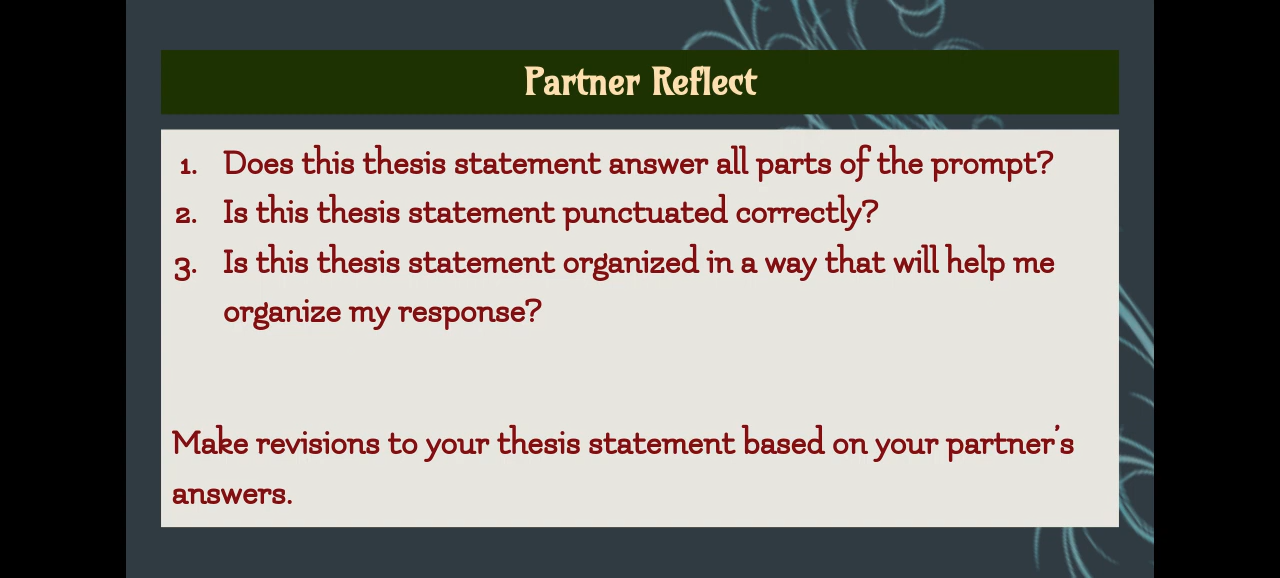 Partner Reflect
1. Does this thesis statement answer all parts of the prompt?
2. Is this thesis statement punctuated correctly?
3. Is this thesis statement organized in a way that will help me
organize my response?
Make revisions to your thesis statement based on your partner's
answers.